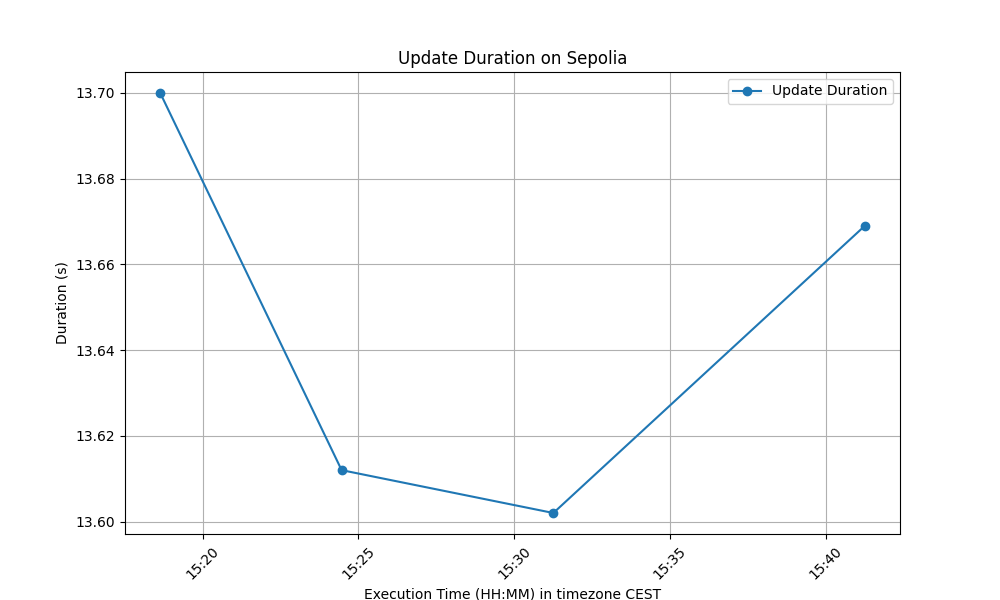 Update Duration on Sepolia
Update Duration
13.70
13.68
13.66
13.64
13.62
13.60
Duration (s)
15:20
15:25
15:30
15:35
15:40
Execution Time (HH:MM) in timezone CEST